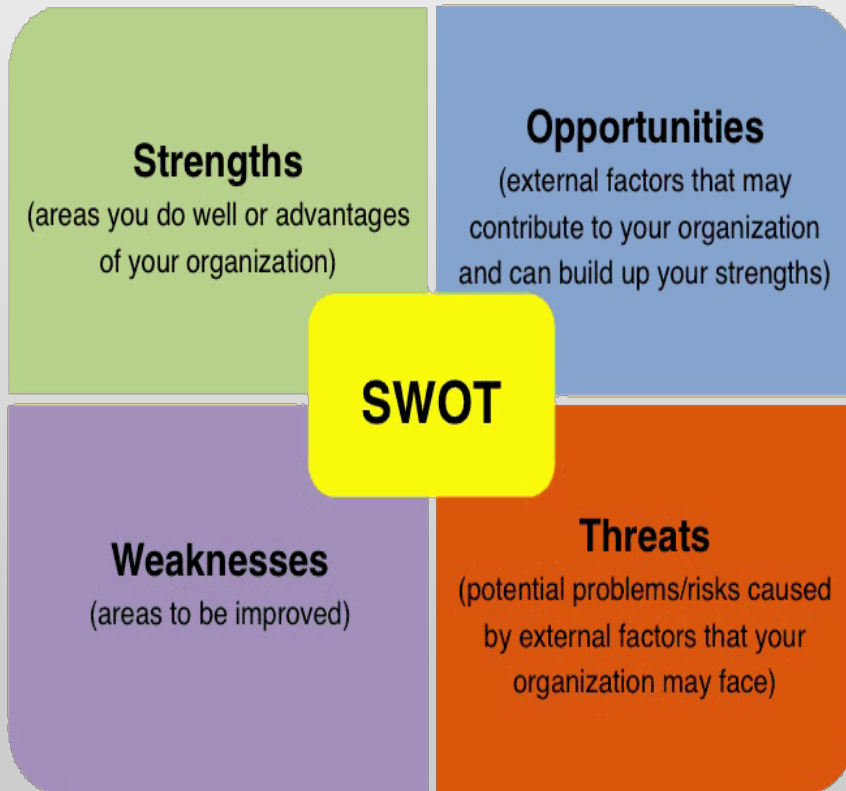 Strengths
(areas you do well or advantages
of your organization)
Opportunities
(external factors that may
contribute to your organization
and can build up your strengths)
SWOT
Weaknesses
(areas to be improved)
Threats
(potential problems/risks caused
by external factors that your
organization may face)